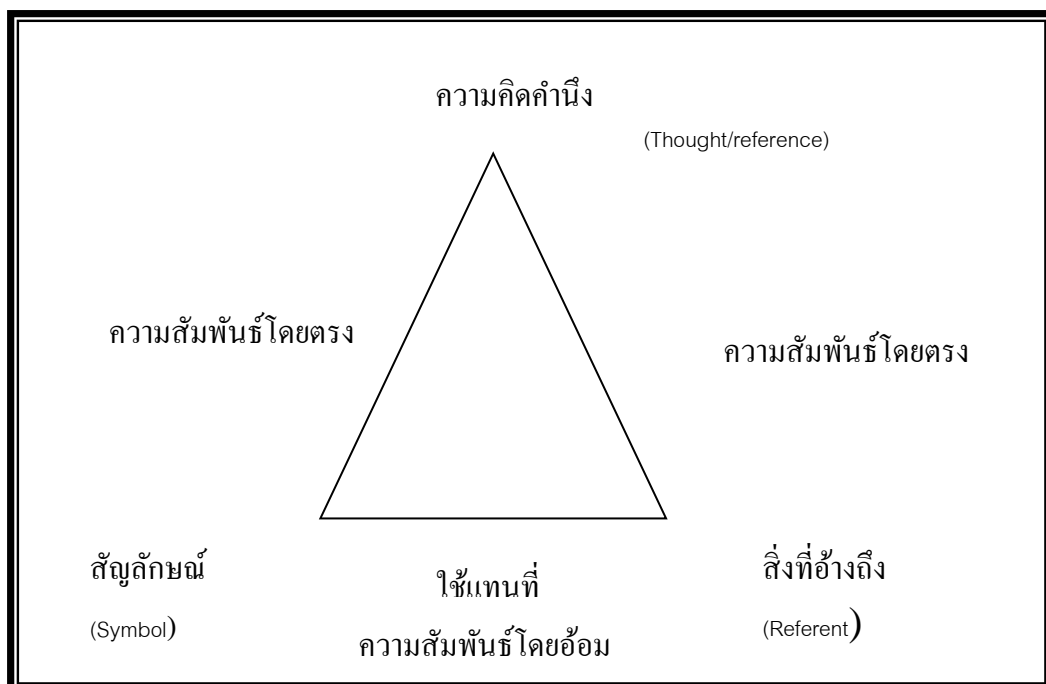 ความคิดคำนึง
(Thought/reference)
ความสัมพันธ์โดยตรง
ความสัมพันธ์โดยตรง
สัญลักษณ์
(Symbol)
ใช้แทนที่
ความสัมพันธ์โดยอ้อม
สิ่งที่อ้างถึง
(Referent)